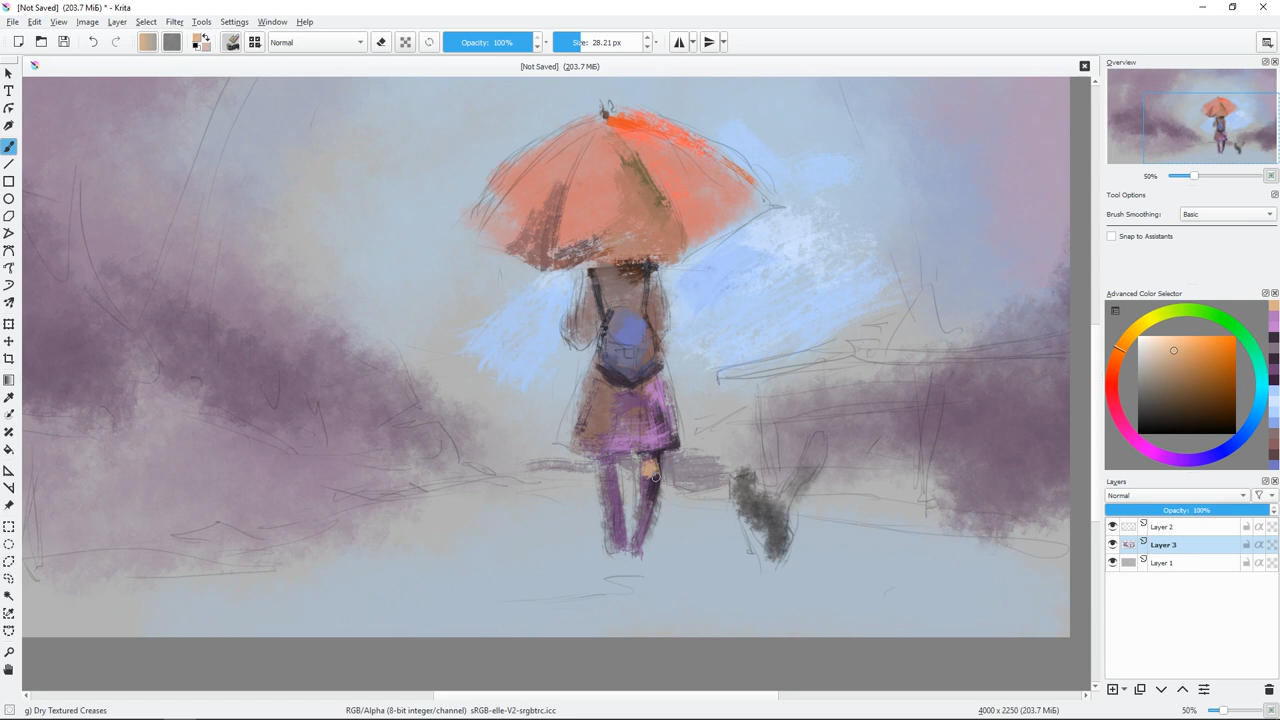 [Not Saved]  (203.7 MiB) * - Krita
File Edit View Image Layer Select Filter Tools Settings Window Help
Normal Opacity: 100% Size: 28.21 px
[Not Saved]  (203.7 MiB)
Overview
50%
Tool Options
Brush Smoothing: Basic
Snap to Assistants
Advanced Color Selector
Layers
Normal
Opacity: 100%
Layer 2
Layer 3
Layer 1
g) Dry Textured Creases RGB/Alpha (8-bit integer/channel)  sRGB-elle-V2-srgbtrc.icc 4000 x 2250 (203.7 MiB) 50%